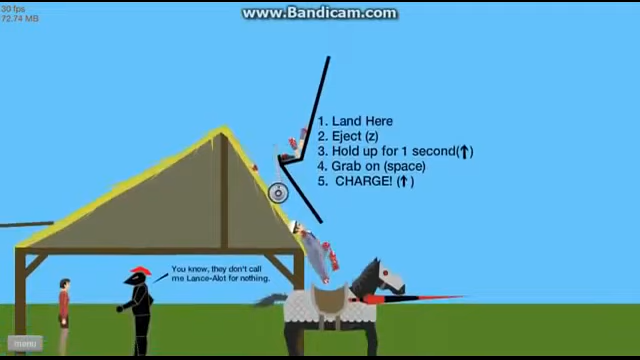 30 fps
72.74 MB
www.Bandicam.com
1. Land Here
2. Eject (z)
3. Hold up for 1 second(↑)
4. Grab on (space)
5. CHARGE! (↑)
You know, they don't call
me Lance-Alot for nothing.
menu